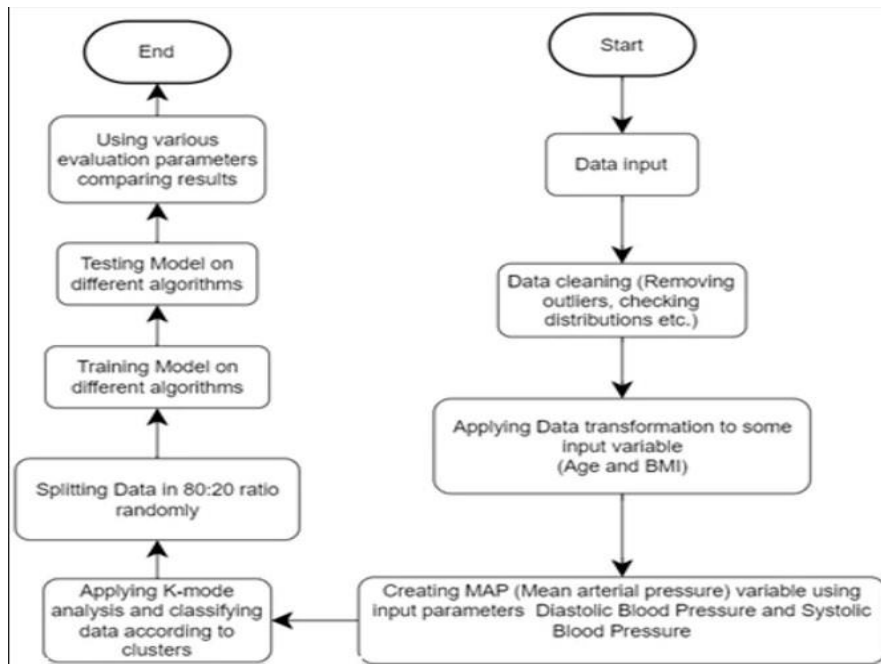 Start
Data input
Data cleaning (Removing
outliers, checking
distributions etc.)
Applying Data transformation to some
input variable
(Age and BMI)
Creating MAP (Mean arterial pressure) variable using
input parameters Diastolic Blood Pressure and Systolic
Blood Pressure
Applying K-mode
analysis and classifying
data according to
clusters
Splitting Data in 80:20 ratio
randomly
Training Model on
different algorithms
Testing Model on
different algorithms
Using various
evaluation parameters
comparing results
End